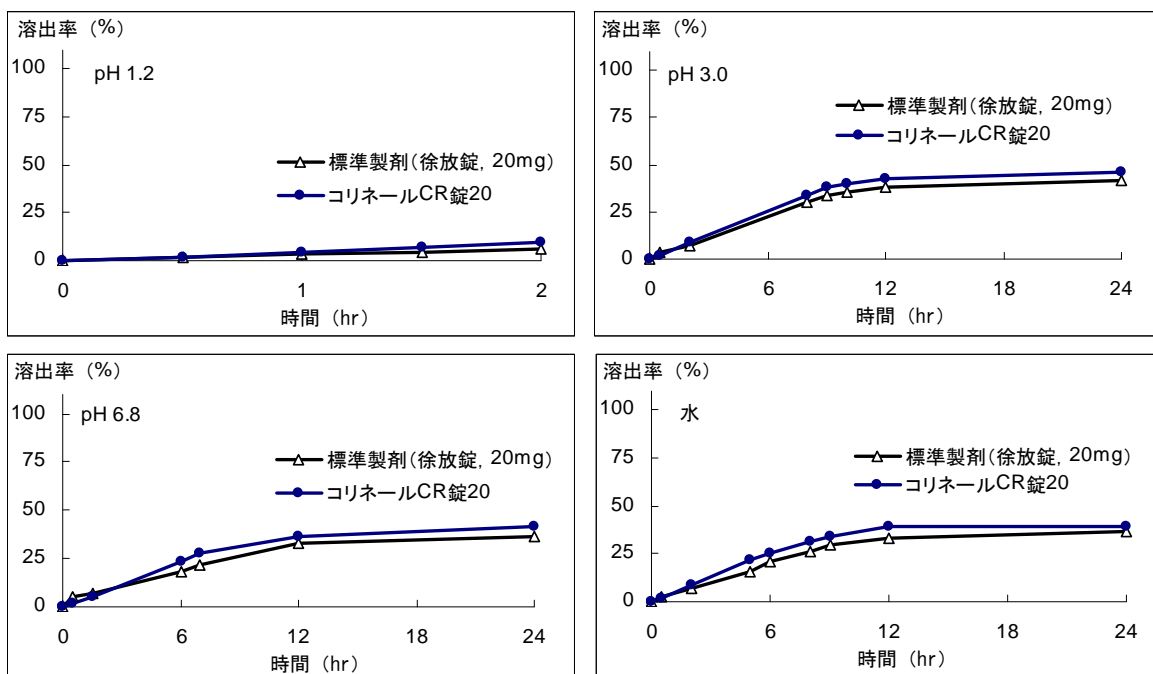 溶出率 (%)
100
75
50
25
0
pH 1.2
標準製剤(徐放錠, 20mg)
コリネールCR錠20
0 1 2
時間 (hr)
溶出率 (%)
100
75
50
25
0
pH 3.0
標準製剤(徐放錠, 20mg)
コリネールCR錠20
0 6 12 18 24
時間 (hr)
溶出率 (%)
100
75
50
25
0
pH 6.8
標準製剤(徐放錠, 20mg)
コリネールCR錠20
0 6 12 18 24
時間 (hr)
溶出率 (%)
100
75
50
25
0
水
標準製剤(徐放錠, 20mg)
コリネールCR錠20
0 6 12 18 24
時間 (hr)